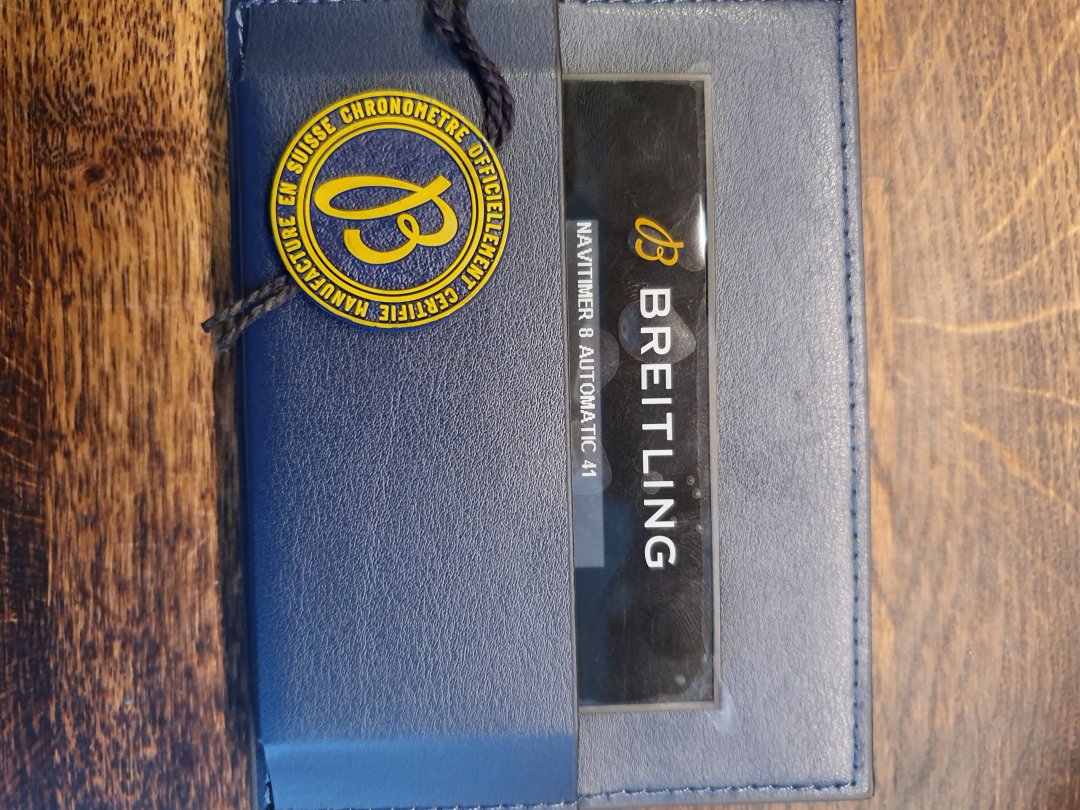 BREITLING
NAVITIMER 8 AUTOMATIC 41
CHRONOMETRE OFFICIELLEMENT CERTIFIE MANUFACTURE EN SUISSE
B